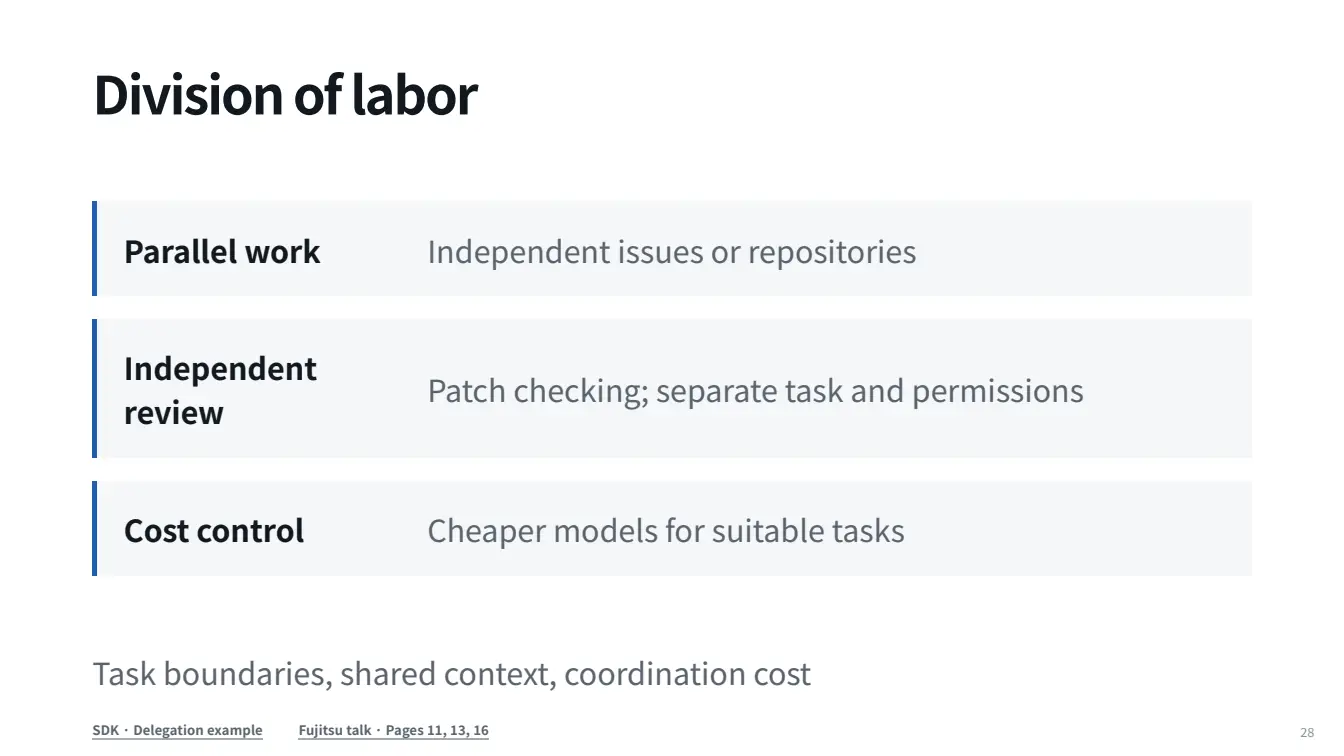 Division of labor
Parallel work
Independent issues or repositories
Independent
review
Patch checking; separate task and permissions
Cost control
Cheaper models for suitable tasks
Task boundaries, shared context, coordination cost
SDK · Delegation example
Fujitsu talk · Pages 11, 13, 16
28